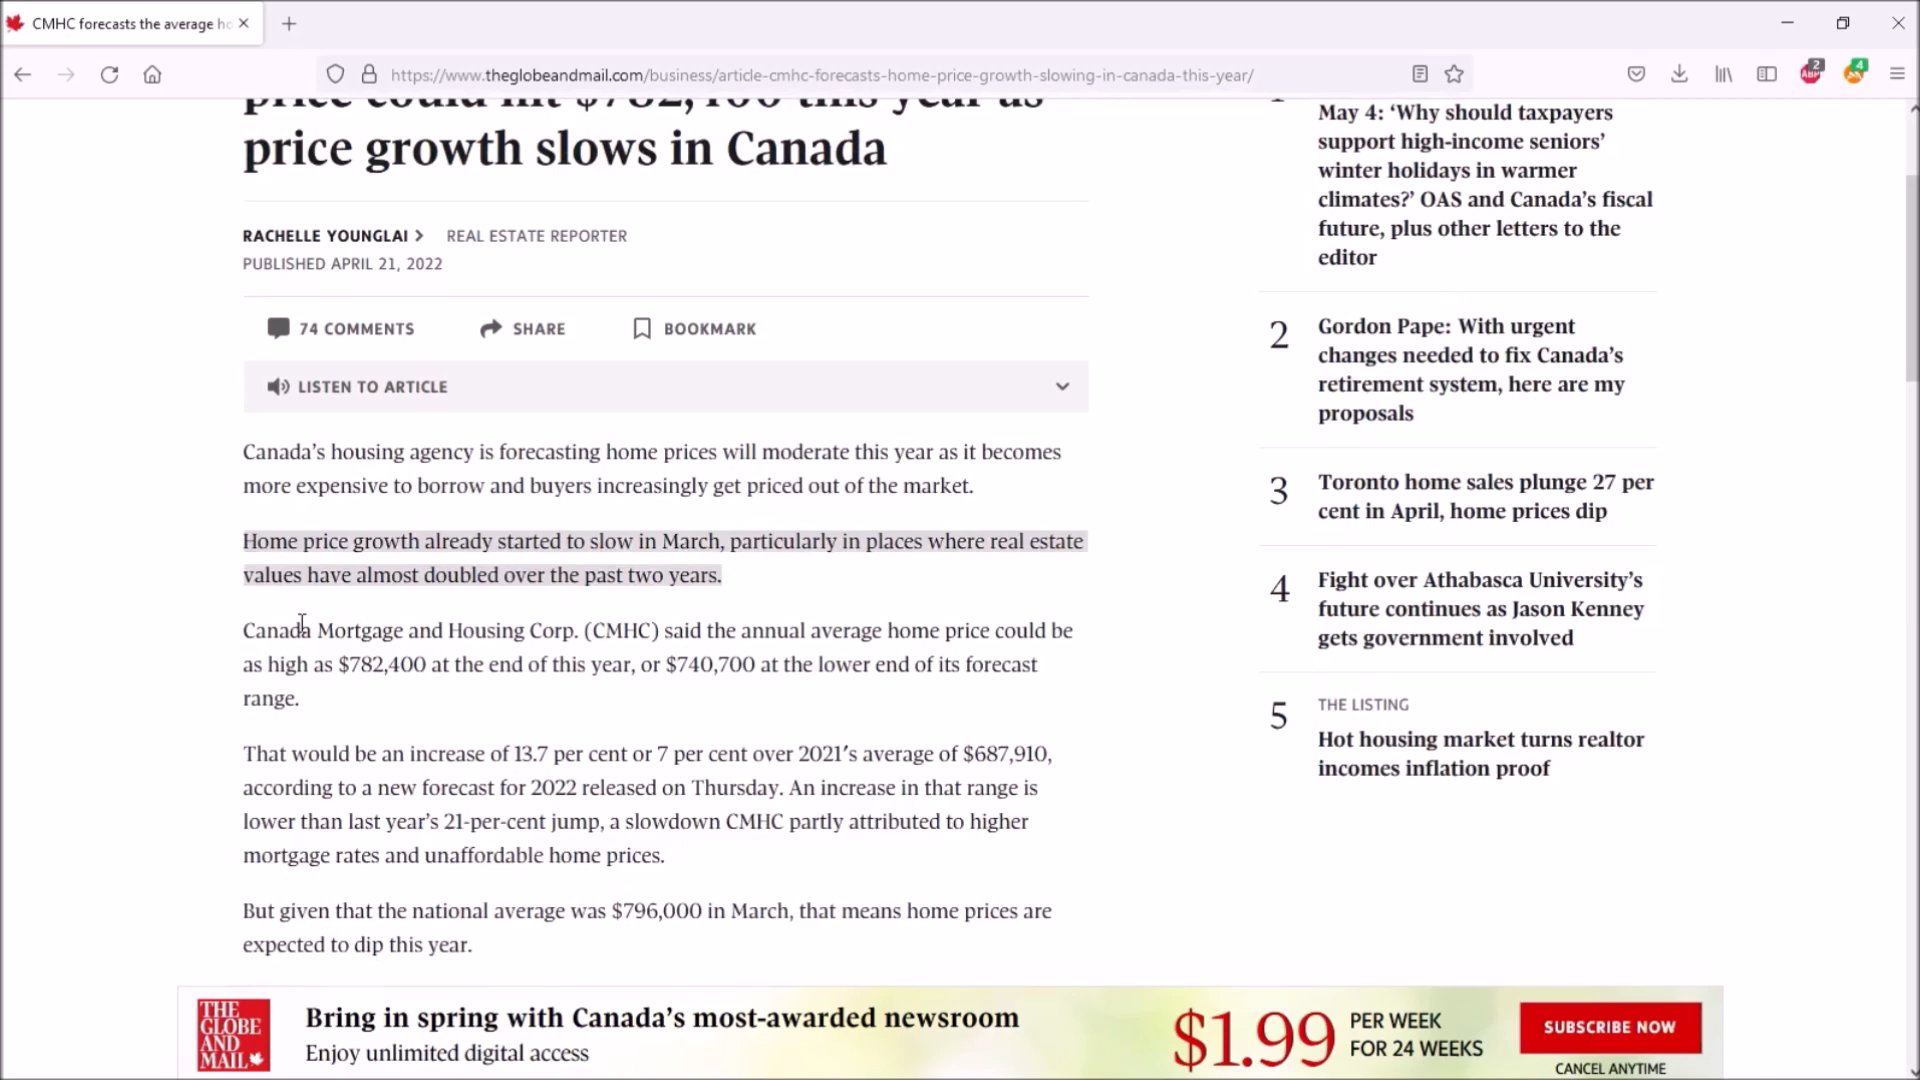 CMHC forecasts the average ho
https://www.theglobeandmail.com/business/article-cmhc-forecasts-home-price-growth-slowing-in-canada-this-year/
2
4
price could hit $782,400 this year as
price growth slows in Canada
RACHELLE YOUNGLAI > REAL ESTATE REPORTER
PUBLISHED APRIL 21, 2022
74 COMMENTS SHARE BOOKMARK
LISTEN TO ARTICLE
Canada's housing agency is forecasting home prices will moderate this year as it becomes
more expensive to borrow and buyers increasingly get priced out of the market.
Home price growth already started to slow in March, particularly in places where real estate
values have almost doubled over the past two years.
Canada Mortgage and Housing Corp. (CMHC) said the annual average home price could be
as high as $782,400 at the end of this year, or $740,700 at the lower end of its forecast
range.
That would be an increase of 13.7 per cent or 7 per cent over 2021′s average of $687,910,
according to a new forecast for 2022 released on Thursday. An increase in that range is
lower than last year's 21-per-cent jump, a slowdown CMHC partly attributed to higher
mortgage rates and unaffordable home prices.
But given that the national average was $796,000 in March, that means home prices are
expected to dip this year.
May 4: ‘Why should taxpayers
support high-income seniors’
winter holidays in warmer
climates?’ OAS and Canada’s fiscal
future, plus other letters to the
editor
2
Gordon Pape: With urgent
changes needed to fix Canada’s
retirement system, here are my
proposals
3
Toronto home sales plunge 27 per
cent in April, home prices dip
4
Fight over Athabasca University’s
future continues as Jason Kenney
gets government involved
5
THE LISTING
Hot housing market turns realtor
incomes inflation proof
THE
GLOBE
AND
MAIL
Bring in spring with Canada’s most-awarded newsroom
Enjoy unlimited digital access
$1.99
PER WEEK
FOR 24 WEEKS
SUBSCRIBE NOW
CANCEL ANYTIME